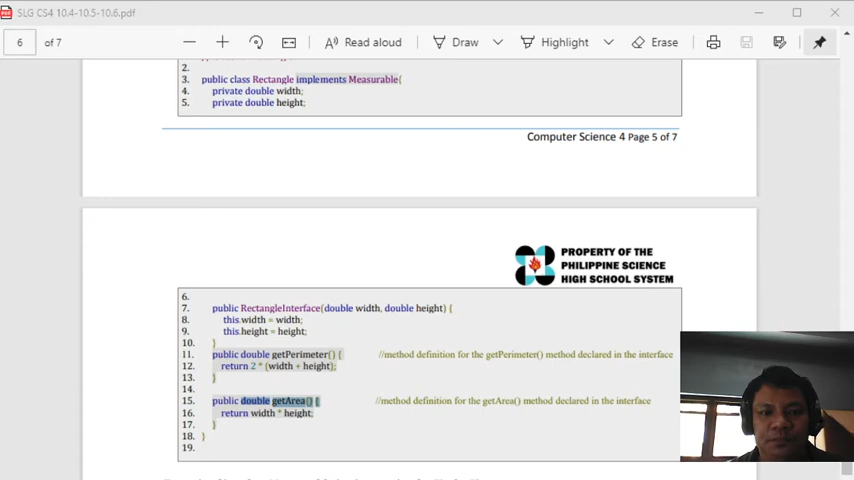 SLG CS4 10.4-10.5-10.6.pdf
6 of 7 Read aloud Draw Highlight Erase
2.
3. public class Rectangle implements Measurable{
4. private double width;
5. private double height;
Computer Science 4 Page 5 of 7
PROPERTY OF THE
PHILIPPINE SCIENCE
HIGH SCHOOL SYSTEM
6.
7. public RectangleInterface(double width, double height) {
8. this.width = width;
9. this.height = height;
10. }
11. public double getPerimeter() { //method definition for the getPerimeter() method declared in the interface
12. return 2 * (width + height);
13. }
14.
15. public double getArea() { //method definition for the getArea() method declared in the interface
16. return width * height;
17. }
18. }
19.